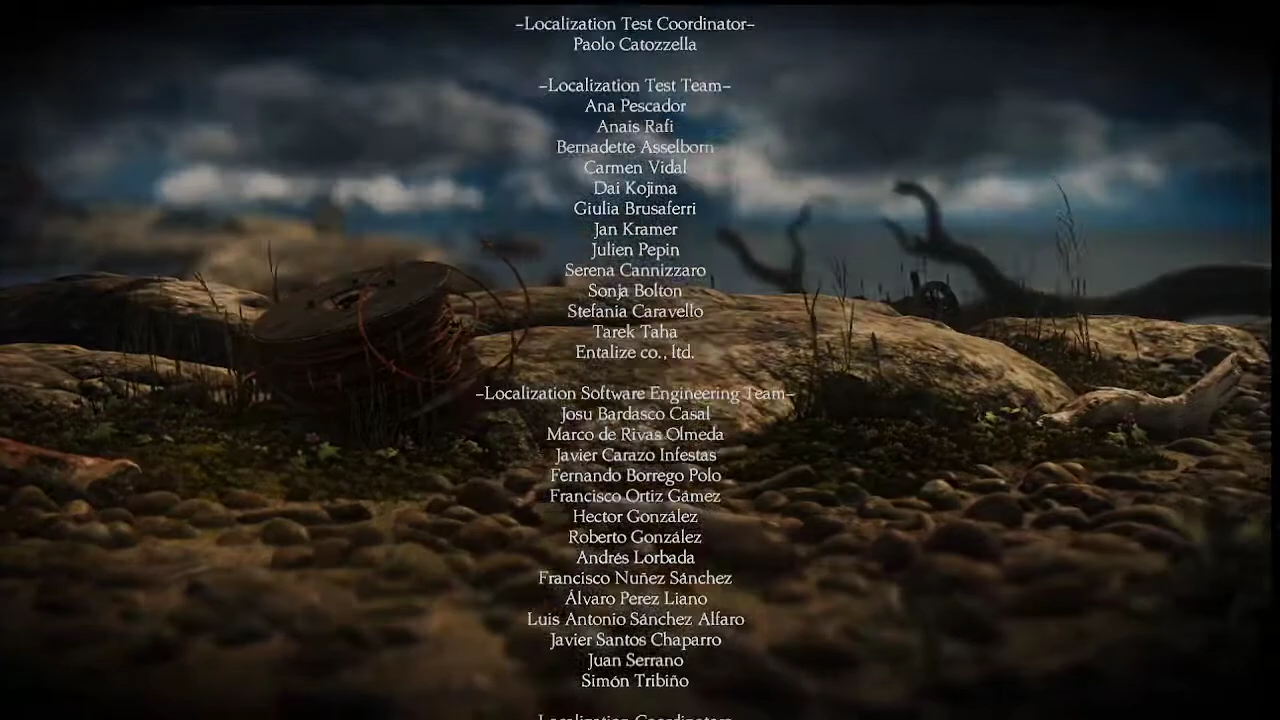 -Localization Test Coordinator-
Paolo Catozzella
-Localization Test Team-
Ana Pescador
Anais Rafi
Bernadette Asselborn
Carmen Vidal
Dai Kojima
Giulia Brusaferri
Jan Kramer
Julien Pepin
Serena Cannizzaro
Sonja Bolton
Stefania Caravello
Tarek Taha
Entalize co., ltd.
-Localization Software Engineering Team-
Josu Bardasco Casal
Marco de Rivas Olmeda
Javier Carazo Infestas
Fernando Borrego Polo
Francisco Ortiz Gámez
Hector González
Roberto González
Andrés Lorbada
Francisco Nuñez Sánchez
Álvaro Perez Liano
Luis Antonio Sánchez Alfaro
Javier Santos Chaparro
Juan Serrano
Simón Tribiño